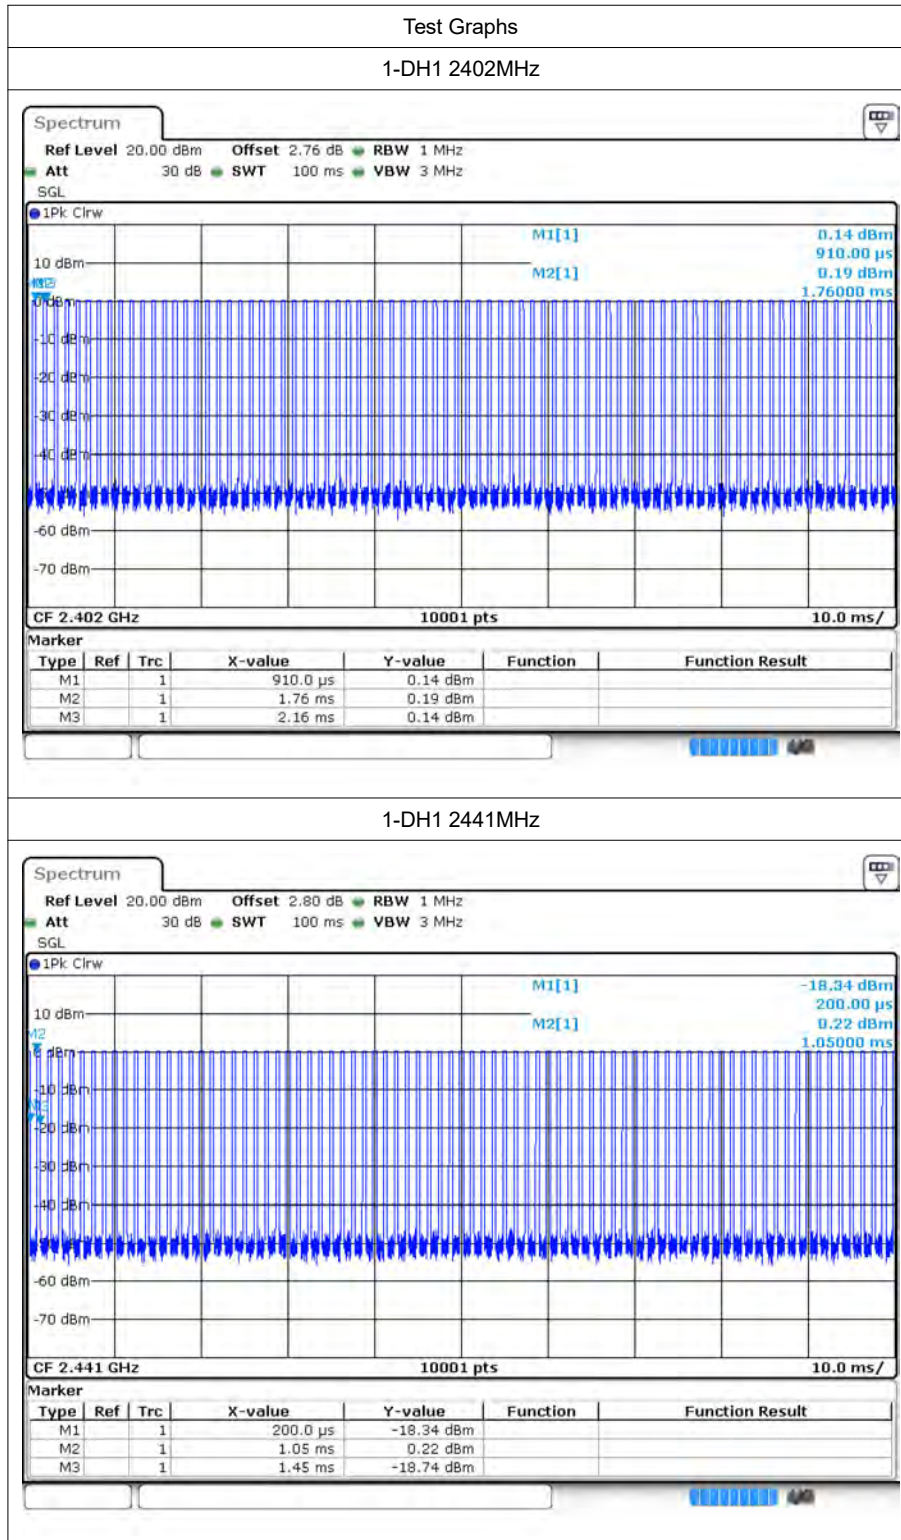 Test Graphs
1-DH1 2402MHz
Spectrum
Ref Level 20.00 dBm Offset 2.76 dB RBW 1 MHz
Att 30 dB SWT 100 ms VBW 3 MHz
SGL
1Pk Clrw
M1[1] 0.14 dBm
910.00 µs
10 dBm
M2[1] 0.19 dBm
1.76000 ms
0 dBm
-10 dBm
-20 dBm
-30 dBm
-40 dBm
-60 dBm
-70 dBm
CF 2.402 GHz 10001 pts 10.0 ms/
Marker
Type Ref Trc X-value Y-value Function Function Result
M1 1 910.0 µs 0.14 dBm
M2 1 1.76 ms 0.19 dBm
M3 1 2.16 ms 0.14 dBm
1-DH1 2441MHz
Spectrum
Ref Level 20.00 dBm Offset 2.80 dB RBW 1 MHz
Att 30 dB SWT 100 ms VBW 3 MHz
SGL
1Pk Clrw
M1[1] -18.34 dBm
200.00 µs
10 dBm
M2[1] 0.22 dBm
M2
1.05000 ms
0 dBm
-10 dBm
-20 dBm
-30 dBm
-40 dBm
-60 dBm
-70 dBm
CF 2.441 GHz 10001 pts 10.0 ms/
Marker
Type Ref Trc X-value Y-value Function Function Result
M1 1 200.0 µs -18.34 dBm
M2 1 1.05 ms 0.22 dBm
M3 1 1.45 ms -18.74 dBm